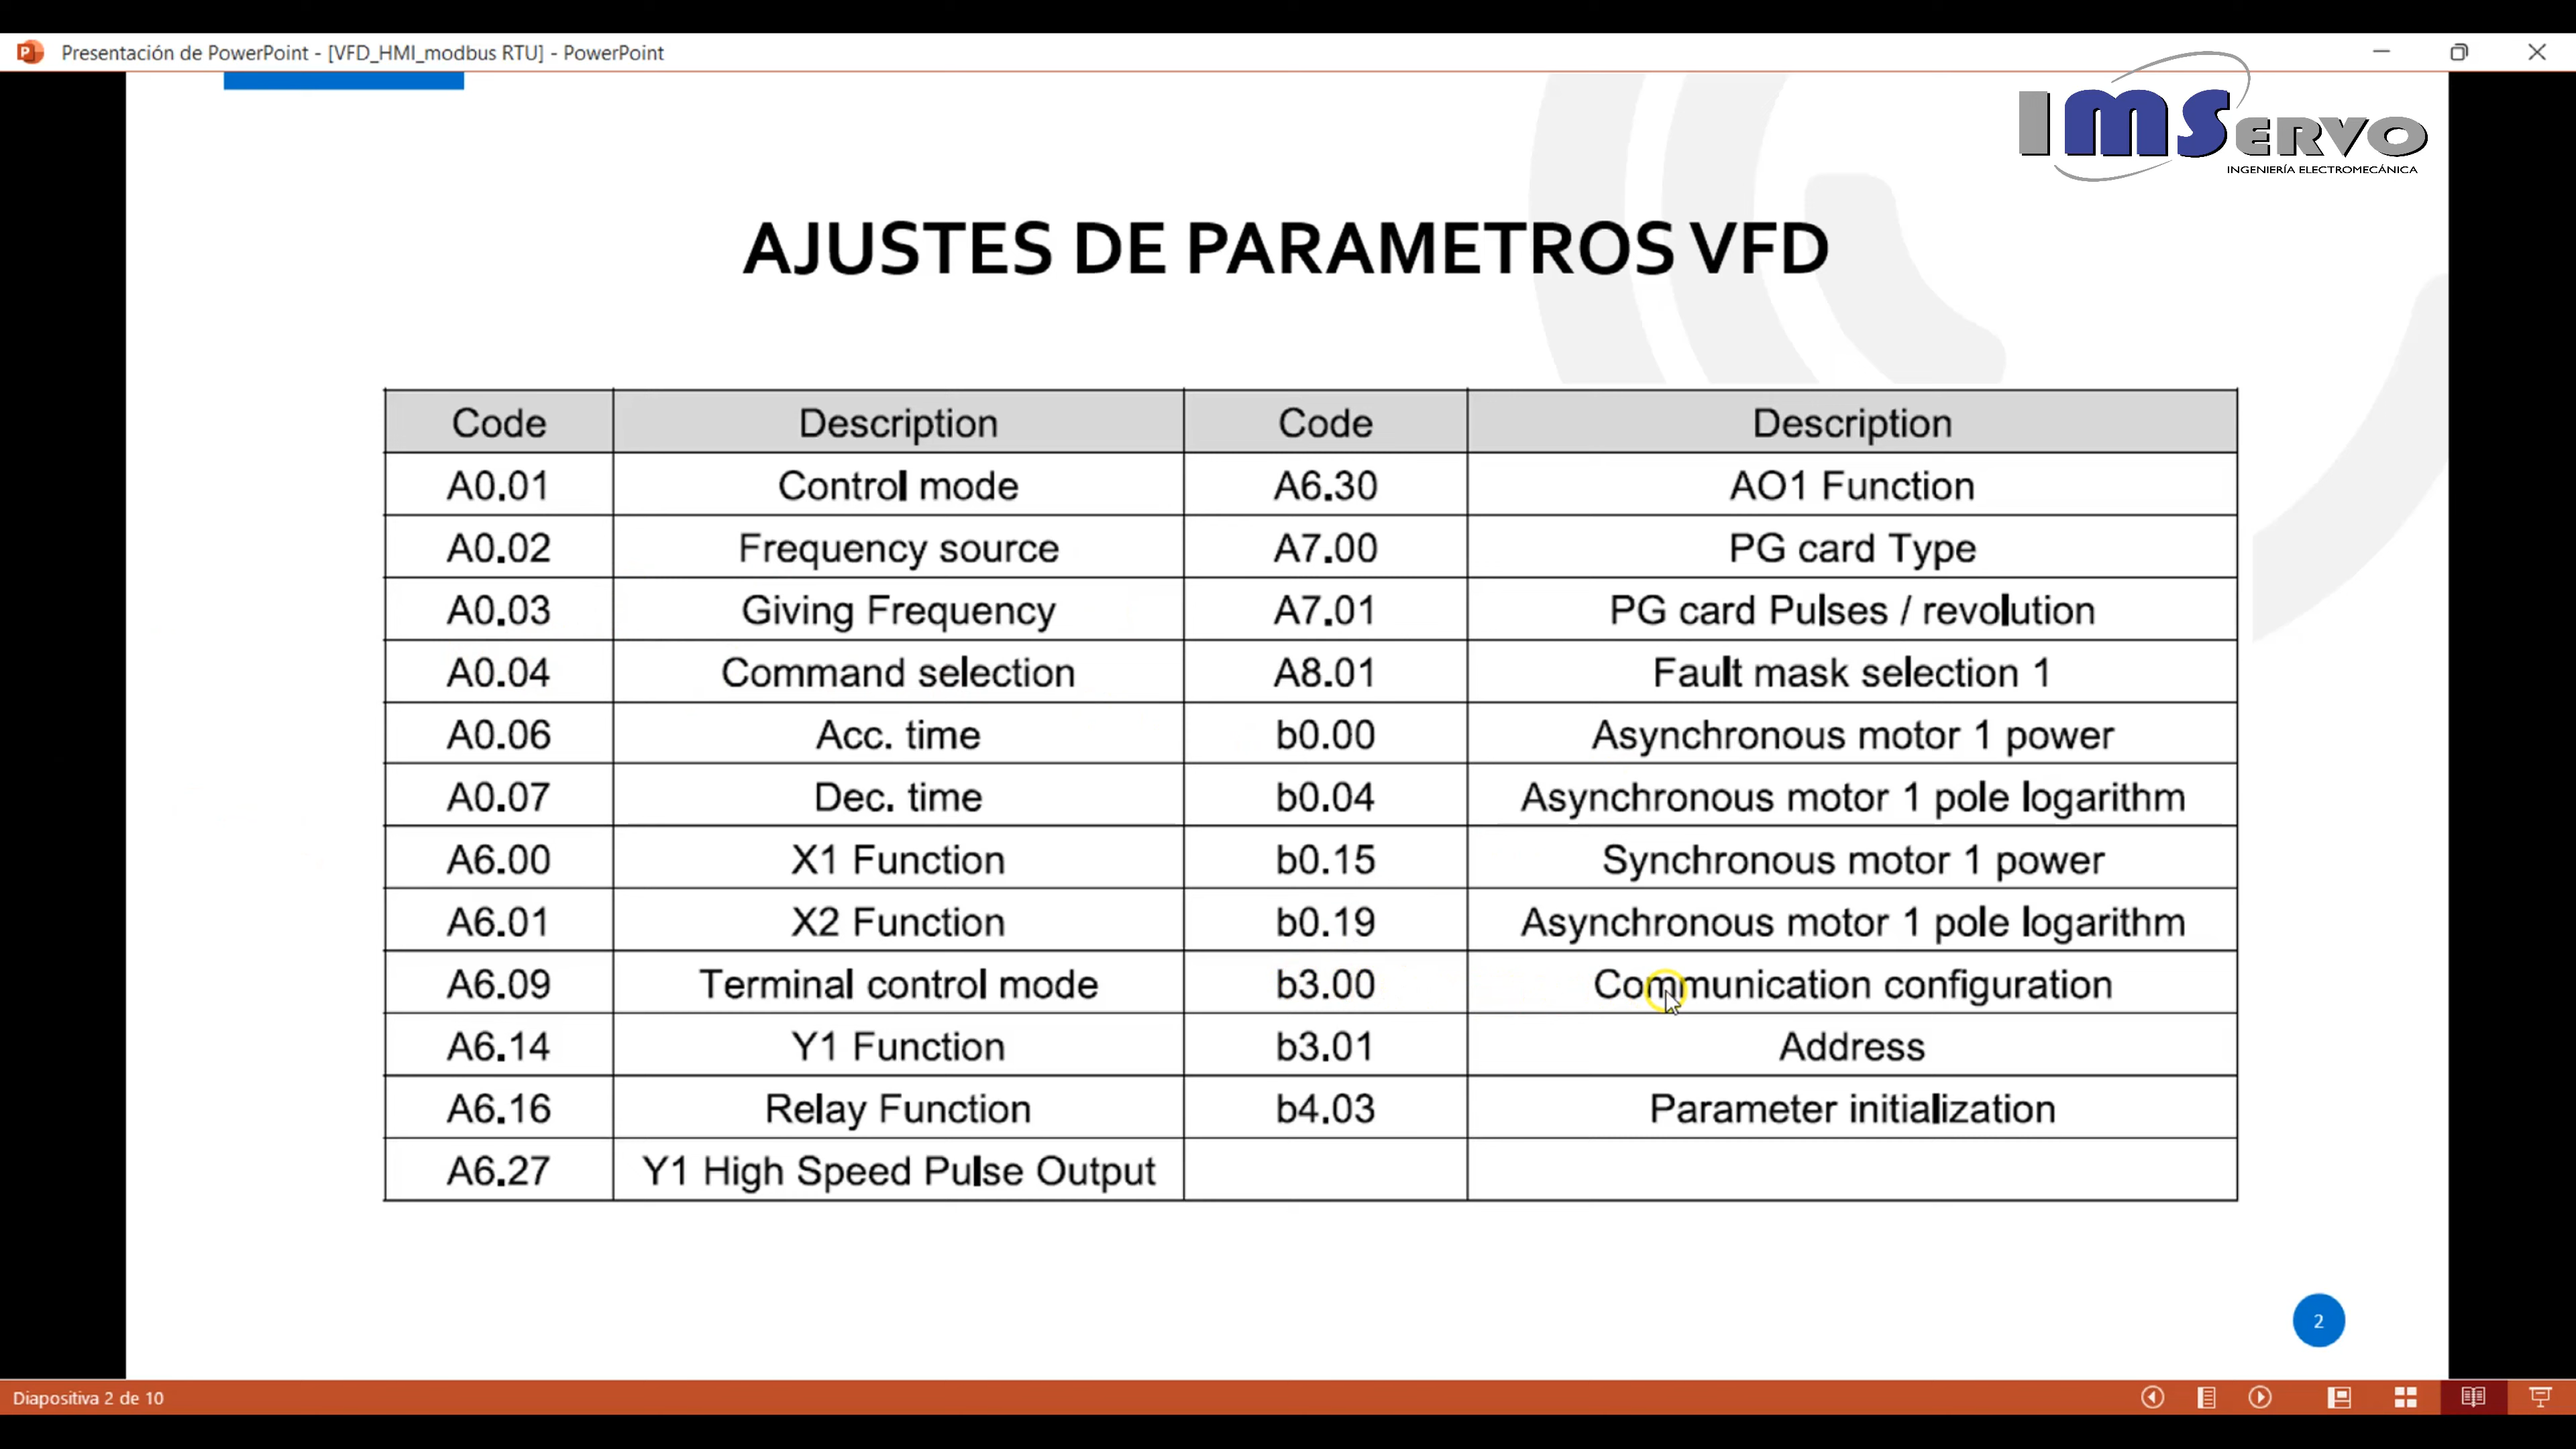 Presentación de PowerPoint - [VFD_HMI_modbus RTU] - PowerPoint
IMSERVO
INGENIERÍA ELECTROMECÁNICA
AJUSTES DE PARAMETROS VFD
Code Description Code Description
A0.01 Control mode A6.30 AO1 Function
A0.02 Frequency source A7.00 PG card Type
A0.03 Giving Frequency A7.01 PG card Pulses / revolution
A0.04 Command selection A8.01 Fault mask selection 1
A0.06 Acc. time b0.00 Asynchronous motor 1 power
A0.07 Dec. time b0.04 Asynchronous motor 1 pole logarithm
A6.00 X1 Function b0.15 Synchronous motor 1 power
A6.01 X2 Function b0.19 Asynchronous motor 1 pole logarithm
A6.09 Terminal control mode b3.00 Communication configuration
A6.14 Y1 Function b3.01 Address
A6.16 Relay Function b4.03 Parameter initialization
A6.27 Y1 High Speed Pulse Output
2
Diapositiva 2 de 10